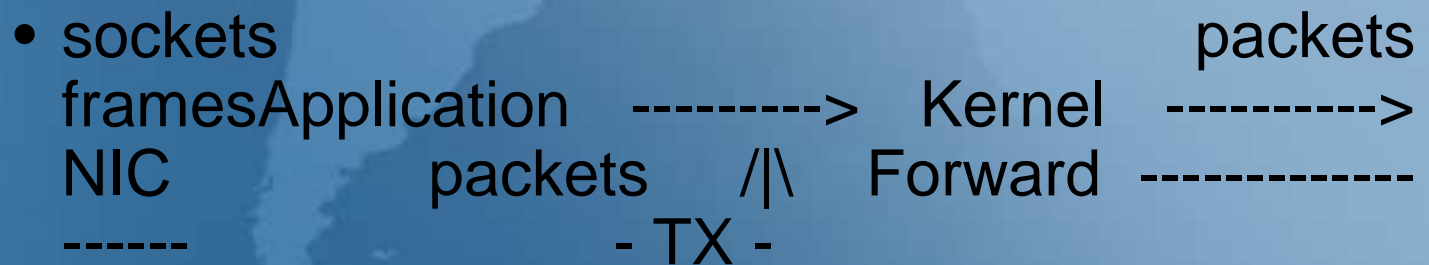 • sockets packets
framesApplication ---------> Kernel ---------->
NIC packets /|\ Forward -------------
------ - TX -